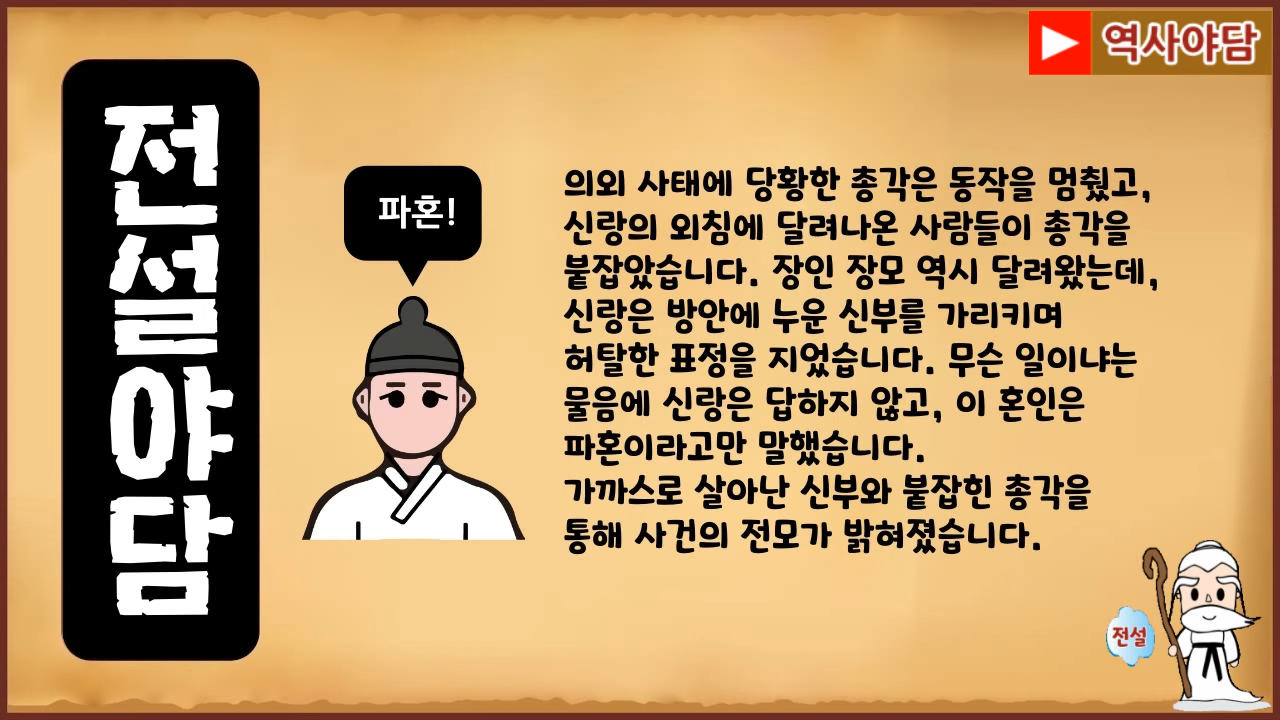 역사야담
전설야담
파혼!
의외 사태에 당황한 총각은 동작을 멈췄고,
신랑의 외침에 달려나온 사람들이 총각을
붙잡았습니다. 장인 장모 역시 달려왔는데,
신랑은 방안에 누운 신부를 가리키며
허탈한 표정을 지었습니다. 무슨 일이냐는
물음에 신랑은 답하지 않고, 이 혼인은
파혼이라고만 말했습니다.
가까스로 살아난 신부와 붙잡힌 총각을
통해 사건의 전모가 밝혀졌습니다.
전설